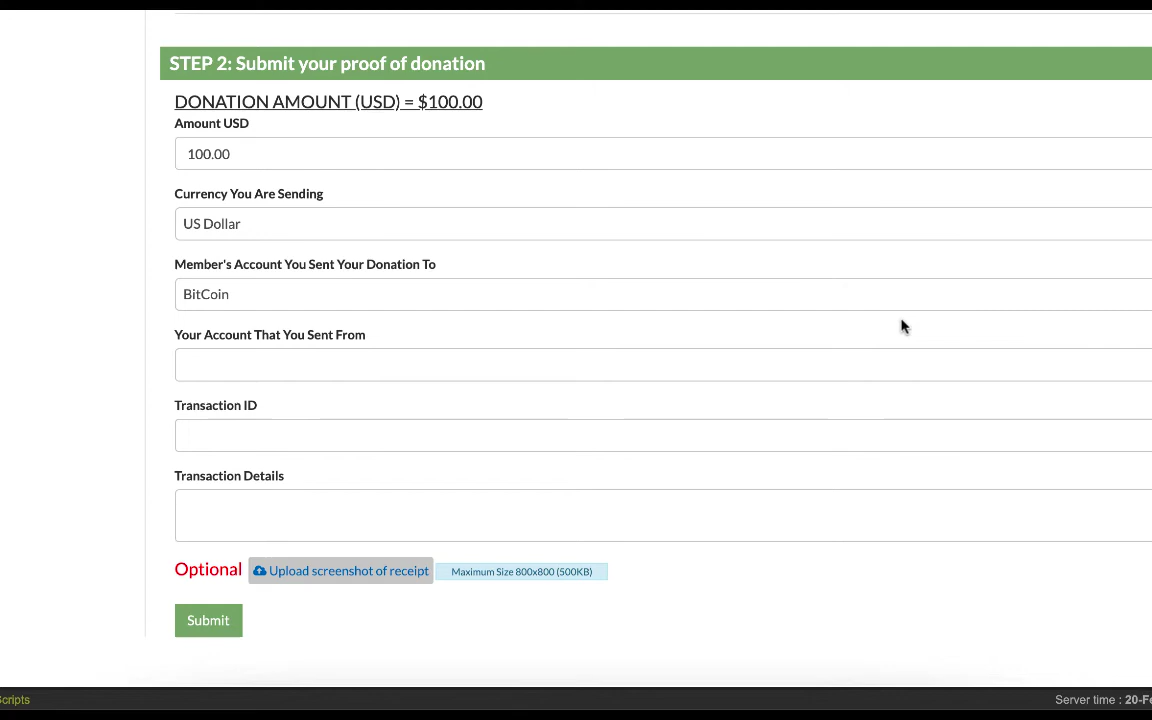 STEP 2: Submit your proof of donation
DONATION AMOUNT (USD) = $100.00
Amount USD
100.00
Currency You Are Sending
US Dollar
Member's Account You Sent Your Donation To
BitCoin
Your Account That You Sent From
Transaction ID
Transaction Details
Optional Upload screenshot of receipt Maximum Size 800x800 (500KB)
Submit
Scripts Server time : 20-Fe